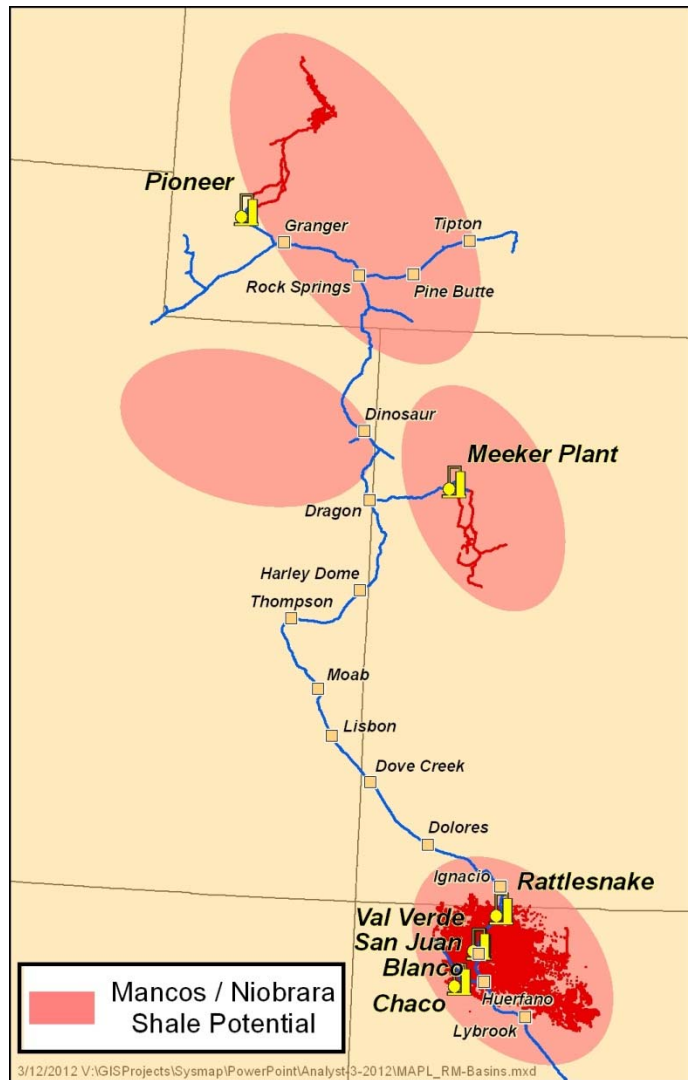 Pioneer
Granger
Tipton
Rock Springs
Pine Butte
Dinosaur
Meeker Plant
Dragon
Harley Dome
Thompson
Moab
Lisbon
Dove Creek
Dolores
Ignacio
Rattlesnake
Val Verde
San Juan
Blanco
Chaco
Huerfano
Lybrook
Mancos / Niobrara
Shale Potential
3/12/2012 V:\GISProjects\Sysmap\PowerPoint\Analyst-3-2012\MAPL_RM-Basins.mxd